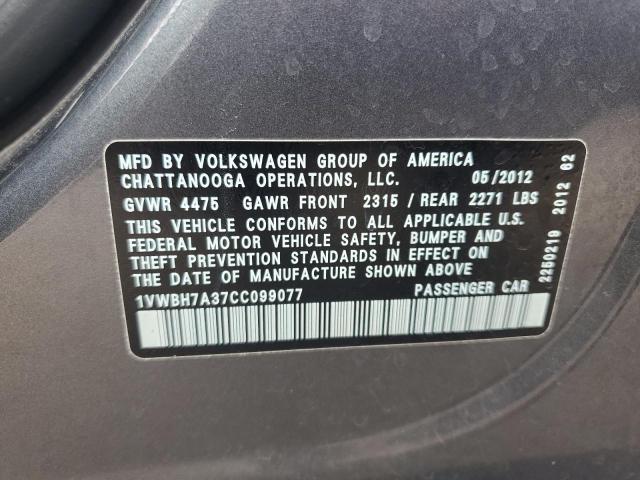 MFD BY VOLKSWAGEN GROUP OF AMERICA
CHATTANOOGA OPERATIONS, LLC. 05/2012
GVWR 4475 GAWR FRONT 2315 / REAR 2271 LBS
THIS VEHICLE CONFORMS TO ALL APPLICABLE U.S.
FEDERAL MOTOR VEHICLE SAFETY, BUMPER AND
THEFT PREVENTION STANDARDS IN EFFECT ON
THE DATE OF MANUFACTURE SHOWN ABOVE
1VWBH7A37CC099077 PASSENGER CAR
2250219 2012 62